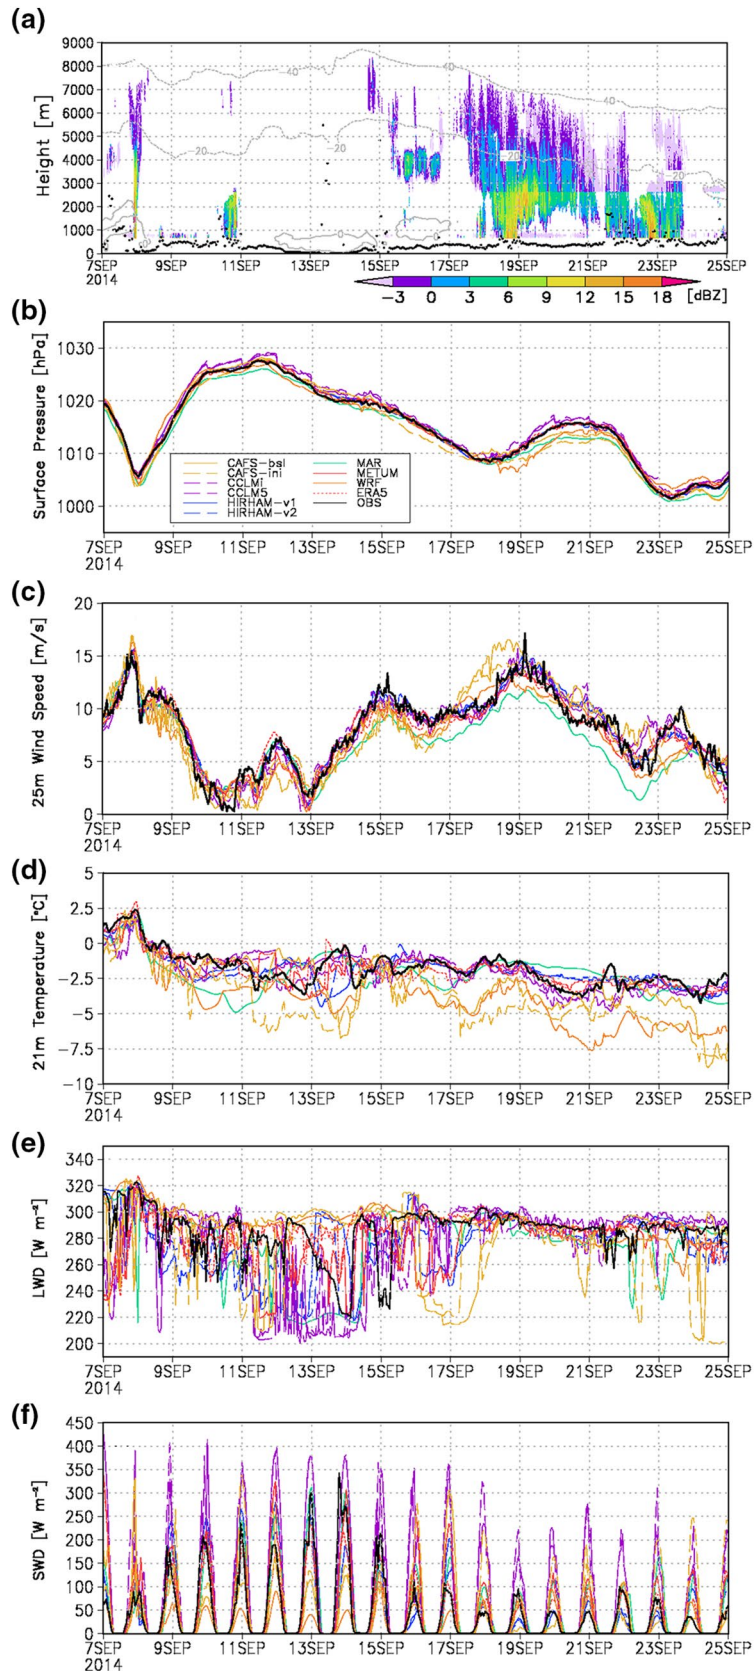 (a)
9000
8000
7000
6000
5000
4000
3000
2000
1000
0
Height [m]
-40
-40
-40
-20
-20
-20
-20
0
7SEP 9SEP 11SEP 13SEP 15SEP 17SEP 19SEP 21SEP 23SEP 25SEP
2014
-3 0 3 6 9 12 15 18 [dBZ]
(b)
1030
1020
1010
1000
Surface Pressure [hPa]
CAFS-bsl
CAFS-ini
CCLMi
CCLM5
HIRHAM-v1
HIRHAM-v2
MAR
METUM
WRF
ERA5
OBS
7SEP 9SEP 11SEP 13SEP 15SEP 17SEP 19SEP 21SEP 23SEP 25SEP
2014
(c)
20
15
10
5
0
25m Wind Speed [m/s]
7SEP 9SEP 11SEP 13SEP 15SEP 17SEP 19SEP 21SEP 23SEP 25SEP
2014
(d)
5
2.5
0
-2.5
-5
-7.5
-10
21m Temperature [°C]
7SEP 9SEP 11SEP 13SEP 15SEP 17SEP 19SEP 21SEP 23SEP 25SEP
2014
(e)
340
320
300
280
260
240
220
200
LWD [W m⁻²]
7SEP 9SEP 11SEP 13SEP 15SEP 17SEP 19SEP 21SEP 23SEP 25SEP
2014
(f)
450
400
350
300
250
200
150
100
50
0
SWD [W m⁻²]
7SEP 9SEP 11SEP 13SEP 15SEP 17SEP 19SEP 21SEP 23SEP 25SEP
2014